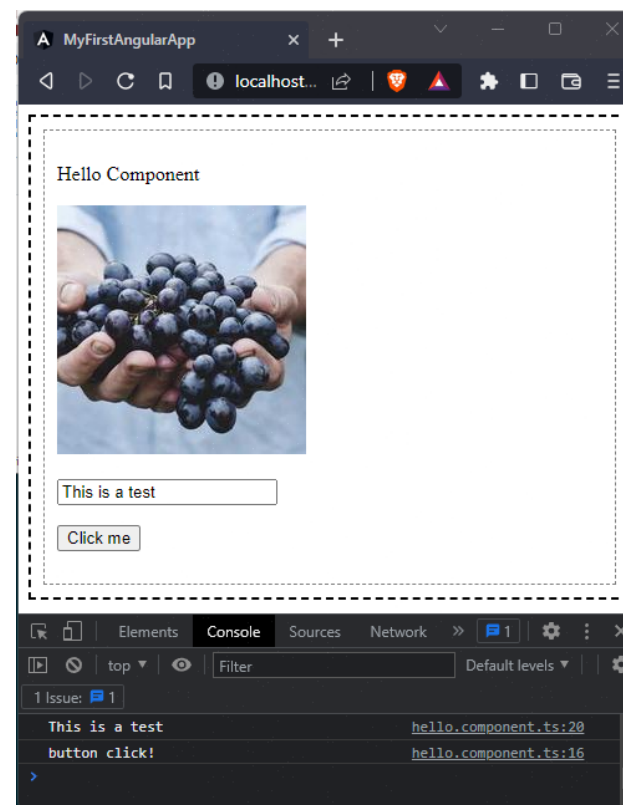 MyFirstAngularApp
localhost...
Hello Component
This is a test
Click me
Elements Console Sources Network 1
top Filter Default levels
1 Issue: 1
This is a test hello.component.ts:20
button click! hello.component.ts:16